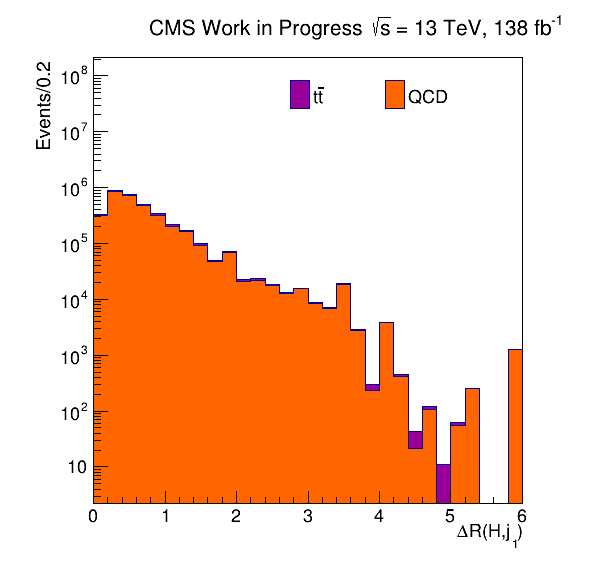 CMS Work in Progress √s = 13 TeV, 138 fb⁻¹
Events/0.2
tt̄
QCD
10⁸
10⁷
10⁶
10⁵
10⁴
10³
10²
10
0 1 2 3 4 5 6
ΔR(H,j₁)